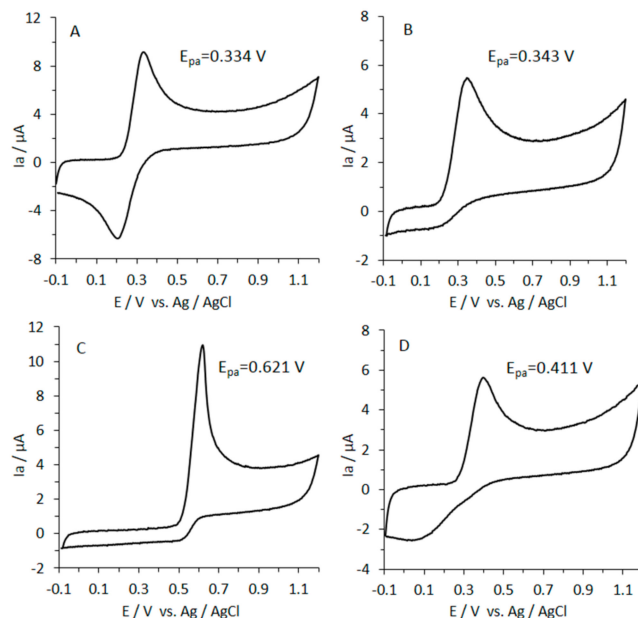 A
E_pa=0.334 V
12
8
4
0
-4
-8
Ia / µA
-0.1 0.1 0.3 0.5 0.7 0.9 1.1
E / V vs. Ag / AgCl
B
E_pa=0.343 V
8
6
4
2
0
-2
Ia / µA
-0.1 0.1 0.3 0.5 0.7 0.9 1.1
E / V vs. Ag / AgCl
C
E_pa=0.621 V
12
10
8
6
4
2
0
-2
Ia / µA
-0.1 0.1 0.3 0.5 0.7 0.9 1.1
E / V vs. Ag / AgCl
D
E_pa=0.411 V
8
6
4
2
0
-2
-4
Ia / µA
-0.1 0.1 0.3 0.5 0.7 0.9 1.1
E / V vs. Ag / AgCl